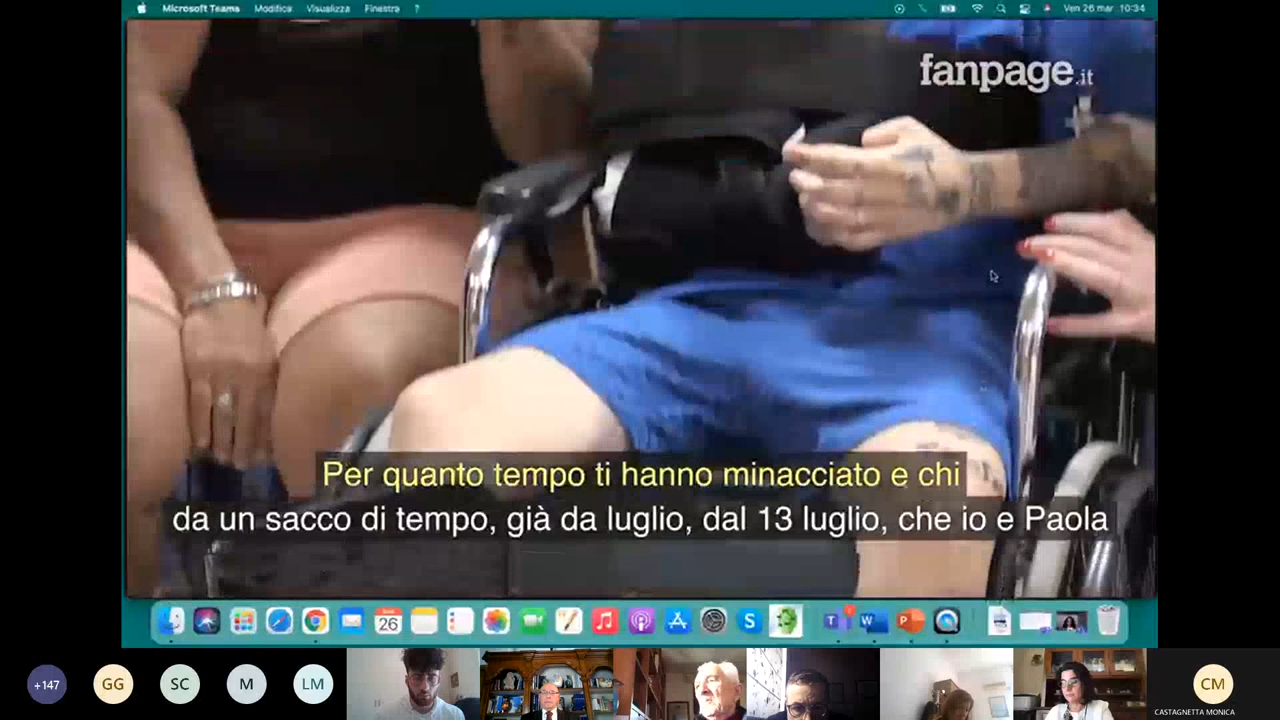 Microsoft Teams Modifica Visualizza Finestra ?
Ven 26 mar 10:34
fanpage.it
Per quanto tempo ti hanno minacciato e chi
da un sacco di tempo, già da luglio, dal 13 luglio, che io e Paola
26
+147
GG
SC
M
LM
CM
CASTAGNETTA MONICA